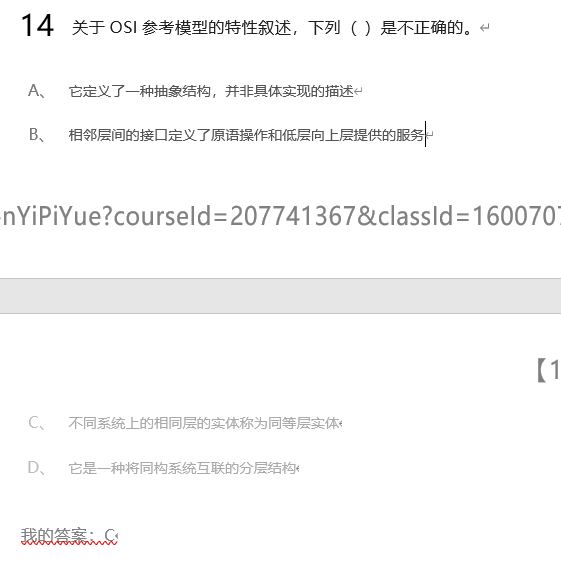 14 关于 OSI 参考模型的特性叙述，下列（ ）是不正确的。
A、 它定义了一种抽象结构，并非具体实现的描述
B、 相邻层间的接口定义了原语操作和低层向上层提供的服务
nYiPiYue?courseId=207741367&classId=1600707
【1
C、 不同系统上的相同层的实体称为同等层实体
D、 它是一种将同构系统互联的分层结构
我的答案：C